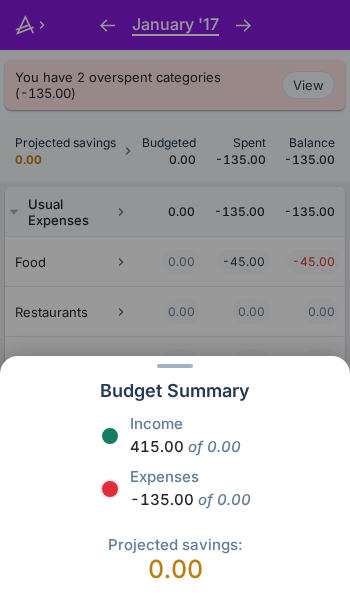 January '17
You have 2 overspent categories
(-135.00)
View
Projected savings
0.00
Budgeted
0.00
Spent
-135.00
Balance
-135.00
Usual
Expenses
0.00
-135.00
-135.00
Food
0.00
-45.00
-45.00
Restaurants
0.00
0.00
0.00
Budget Summary
Income
415.00 of 0.00
Expenses
-135.00 of 0.00
Projected savings:
0.00